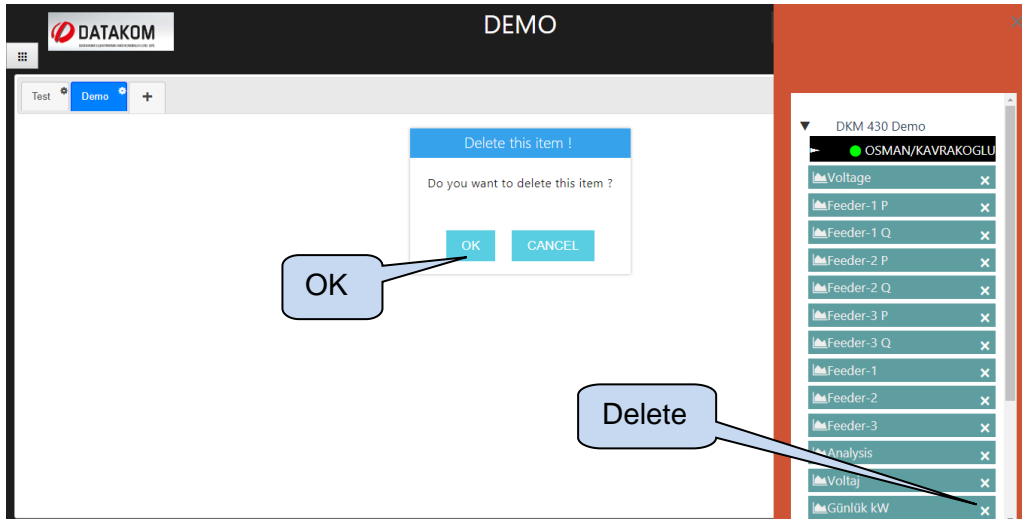 DATAKOM
DEMO
Test
Demo
+
Delete this item !
Do you want to delete this item ?
OK
CANCEL
OK
Delete
DKM 430 Demo
OSMAN/KAVRAKOGLU
Voltage
Feeder-1 P
Feeder-1 Q
Feeder-2 P
Feeder-2 Q
Feeder-3 P
Feeder-3 Q
Feeder-1
Feeder-2
Feeder-3
Analysis
Voltaj
Günlük kW